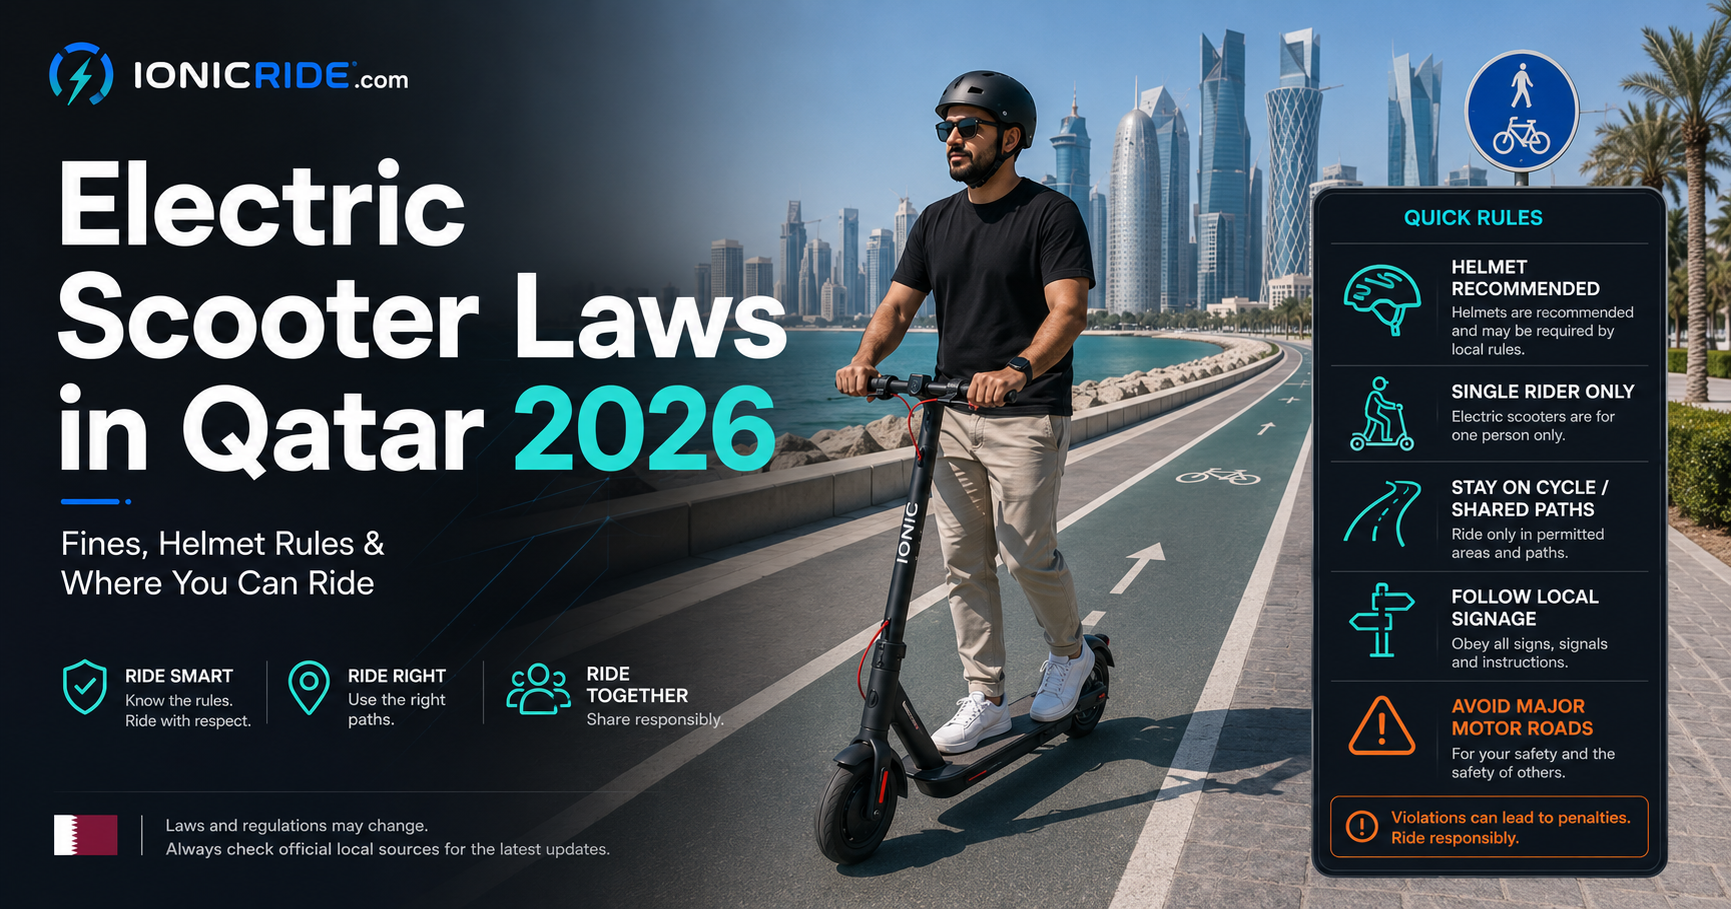 IONICRIDE.com
Electric
Scooter Laws
in Qatar 2026
Fines, Helmet Rules &
Where You Can Ride
RIDE SMART
Know the rules.
Ride with respect.
RIDE RIGHT
Use the right
paths.
RIDE
TOGETHER
Share responsibly.
Laws and regulations may change.
Always check official local sources for the latest updates.
IONIC
QUICK RULES
HELMET
RECOMMENDED
Helmets are recommended
and may be required by
local rules.
SINGLE RIDER ONLY
Electric scooters are for
one person only.
STAY ON CYCLE /
SHARED PATHS
Ride only in permitted
areas and paths.
FOLLOW LOCAL
SIGNAGE
Obey all signs, signals
and instructions.
AVOID MAJOR
MOTOR ROADS
For your safety and the
safety of others.
Violations can lead to penalties.
Ride responsibly.